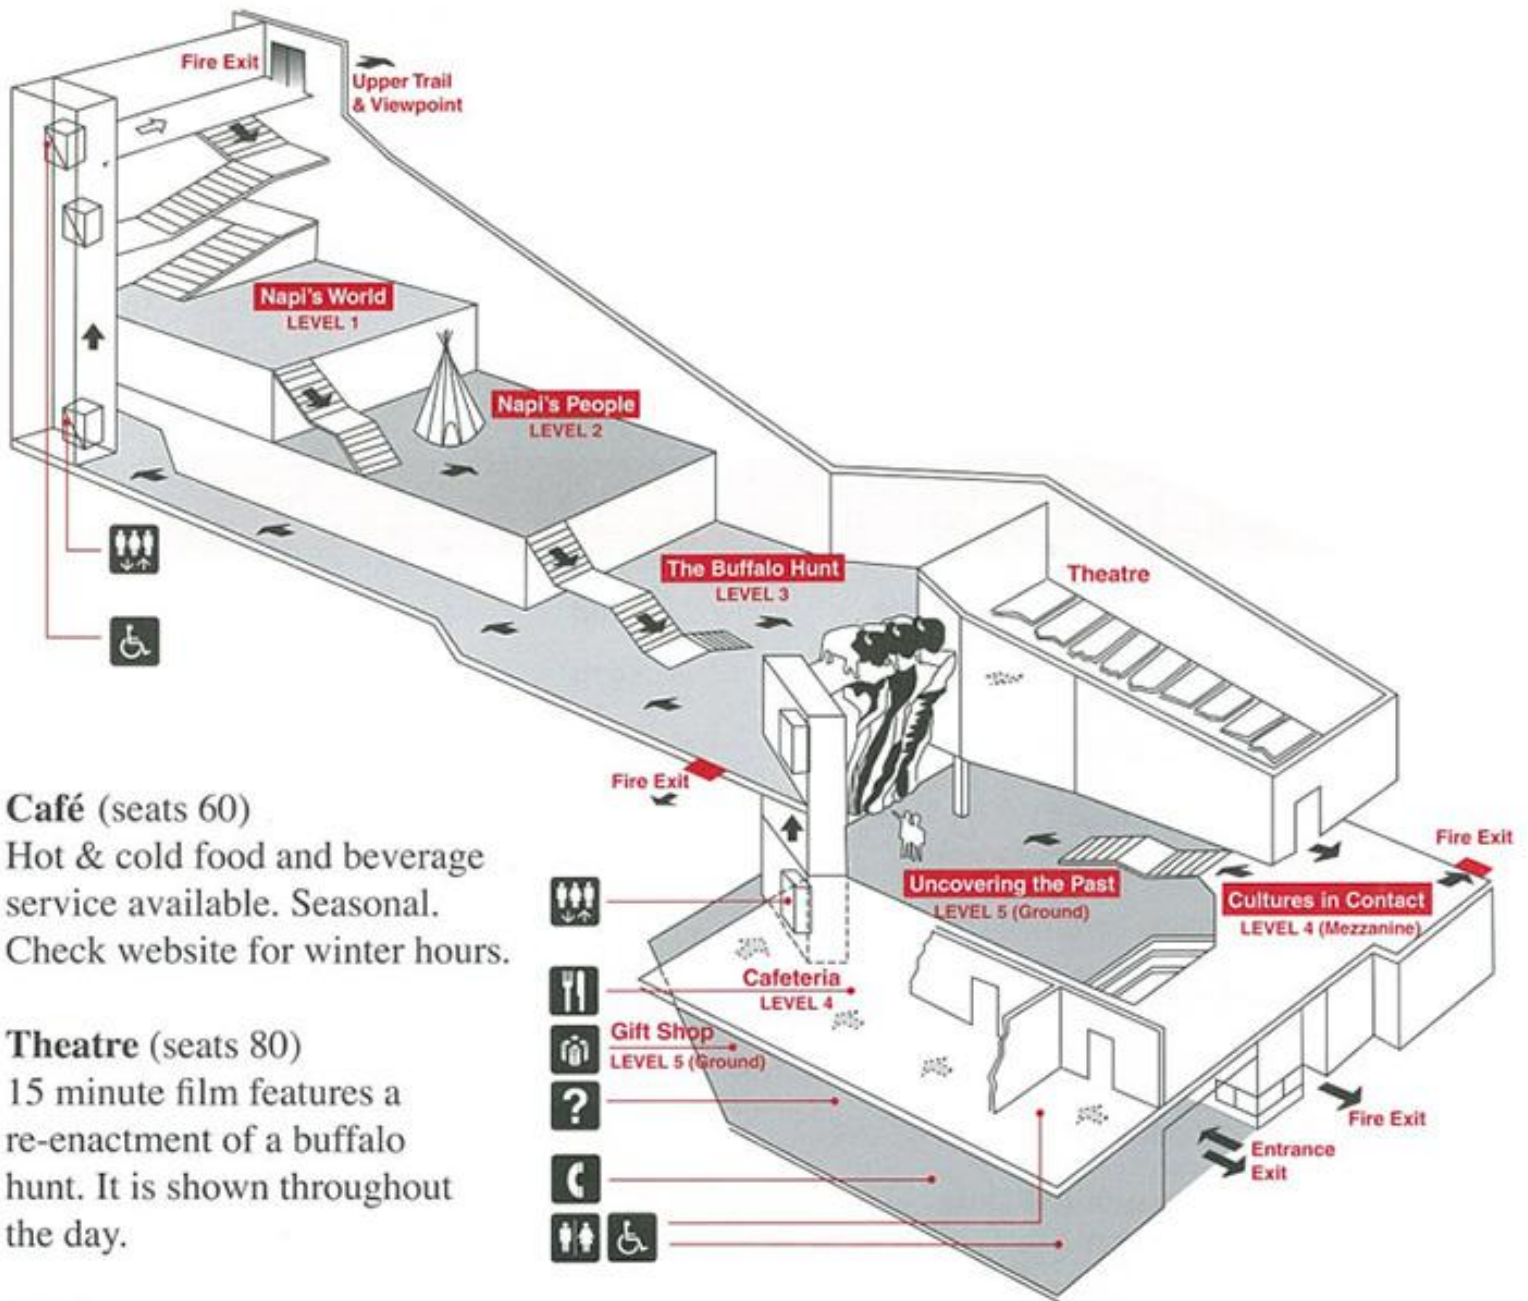 Fire Exit
Upper Trail
& Viewpoint
Napi's World
LEVEL 1
Napi's People
LEVEL 2
The Buffalo Hunt
LEVEL 3
Theatre
Fire Exit
Fire Exit
Uncovering the Past
LEVEL 5 (Ground)
Cultures in Contact
LEVEL 4 (Mezzanine)
Cafeteria
LEVEL 4
Gift Shop
LEVEL 5 (Ground)
?
Fire Exit
Entrance
Exit
Café (seats 60)
Hot & cold food and beverage
service available. Seasonal.
Check website for winter hours.
Theatre (seats 80)
15 minute film features a
re-enactment of a buffalo
hunt. It is shown throughout
the day.